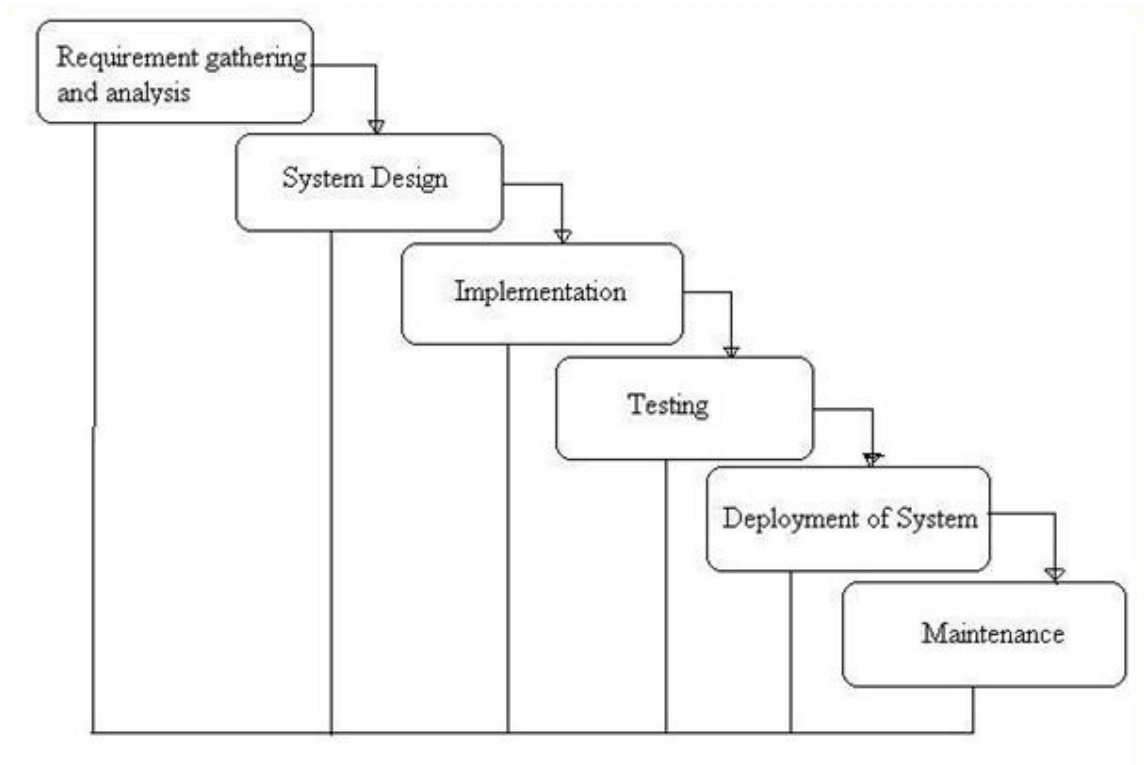 Requirement gathering
and analysis
System Design
Implementation
Testing
Deployment of System
Maintenance